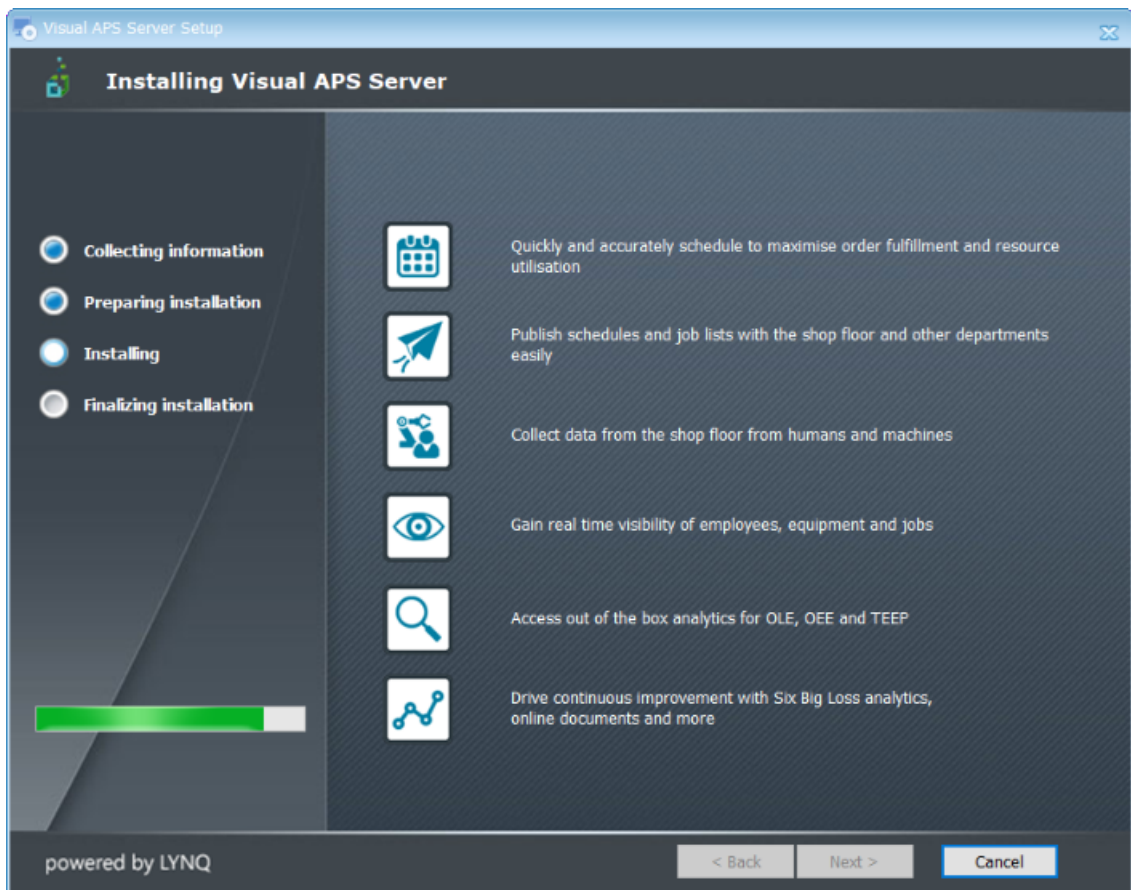 Visual APS Server Setup
Installing Visual APS Server
Collecting information
Preparing installation
Installing
Finalizing installation
Quickly and accurately schedule to maximise order fulfillment and resource
utilisation
Publish schedules and job lists with the shop floor and other departments
easily
Collect data from the shop floor from humans and machines
Gain real time visibility of employees, equipment and jobs
Access out of the box analytics for OLE, OEE and TEEP
Drive continuous improvement with Six Big Loss analytics,
online documents and more
powered by LYNQ
< Back
Next >
Cancel